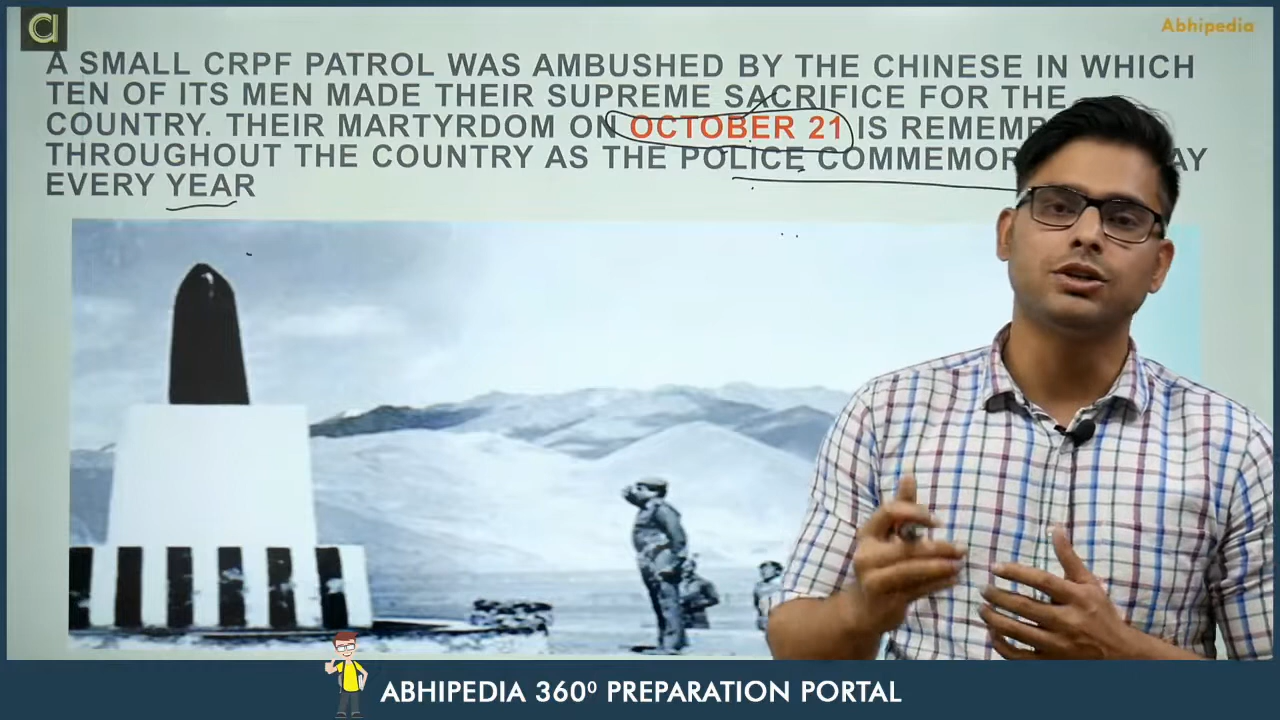 Abhipedia
A SMALL CRPF PATROL WAS AMBUSHED BY THE CHINESE IN WHICH
TEN OF ITS MEN MADE THEIR SUPREME SACRIFICE FOR THE
COUNTRY. THEIR MARTYRDOM ON OCTOBER 21 IS
THROUGHOUT THE COUNTRY AS THE POLICE
EVERY YEAR
ABHIPEDIA 360⁰ PREPARATION PORTAL